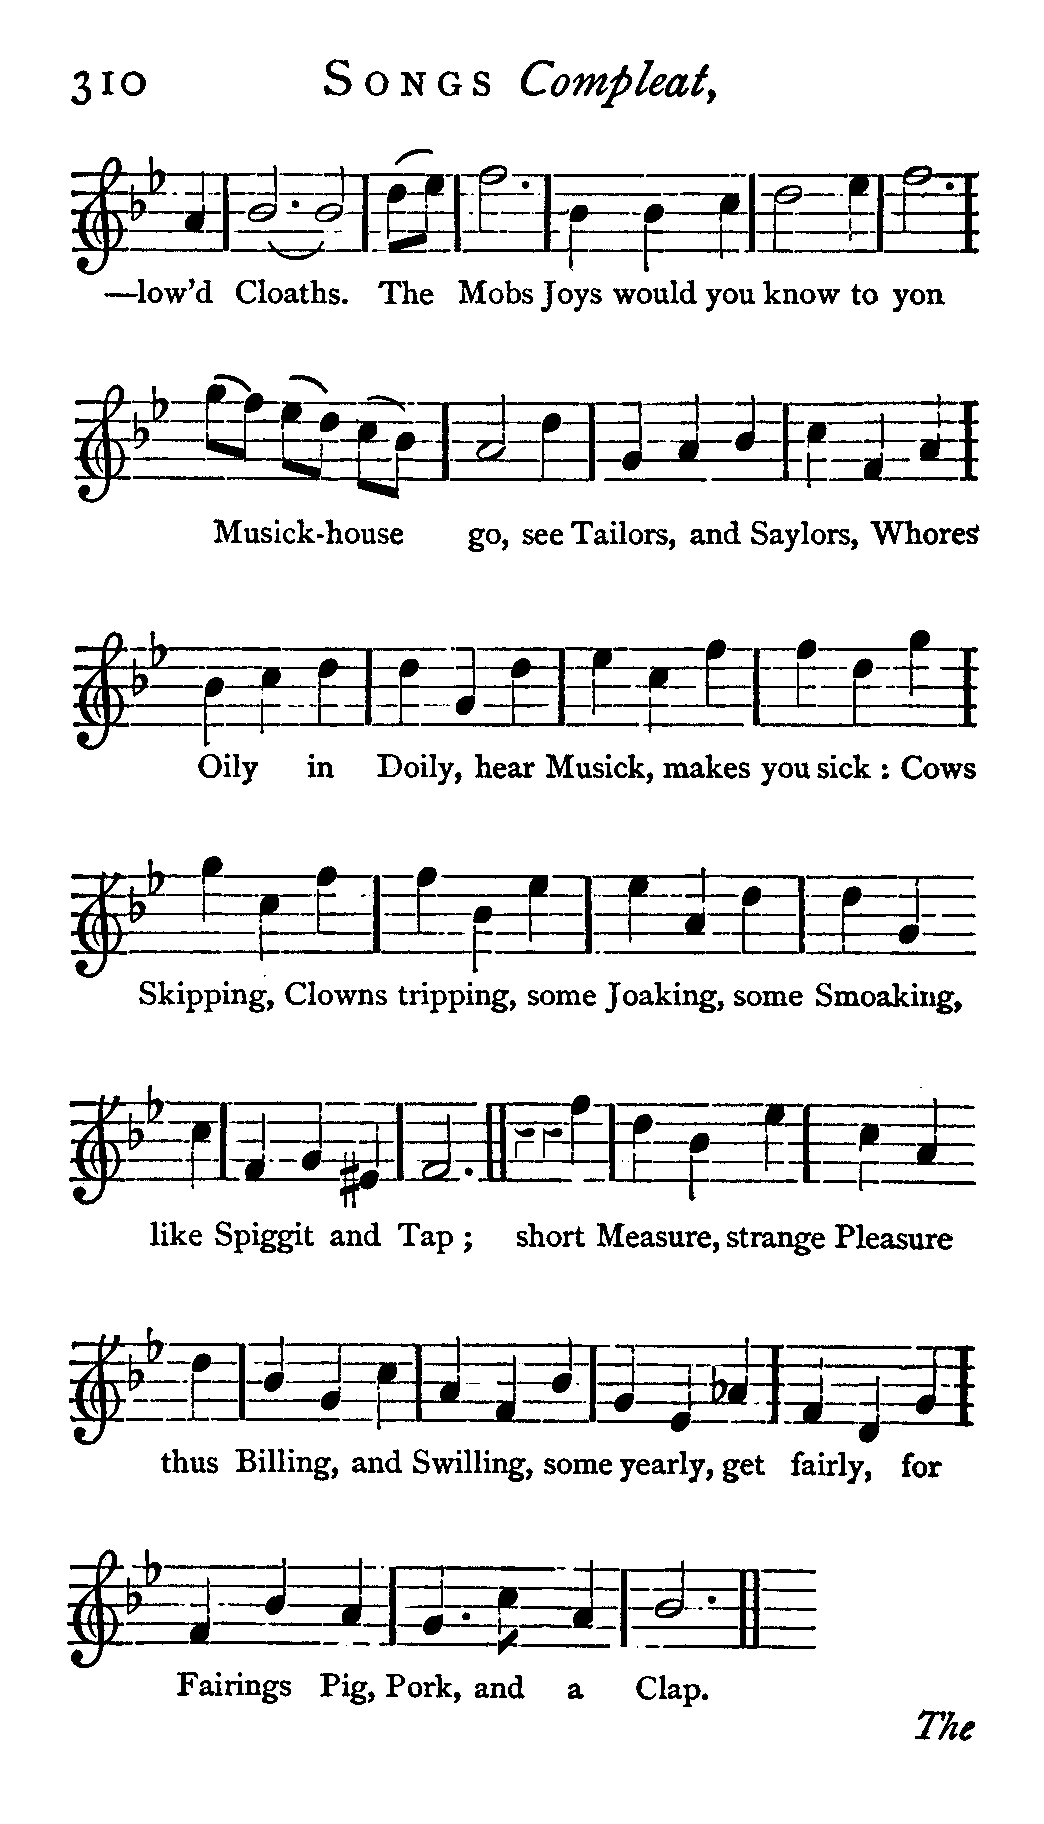 310 SONGS Compleat,
—low'd Cloaths. The Mobs Joys would you know to yon
Musick-house go, see Tailors, and Saylors, Whores
Oily in Doily, hear Musick, makes you sick : Cows
Skipping, Clowns tripping, some Joaking, some Smoaking,
like Spiggit and Tap ; short Measure, strange Pleasure
thus Billing, and Swilling, some yearly, get fairly, for
Fairings Pig, Pork, and a Clap.
The